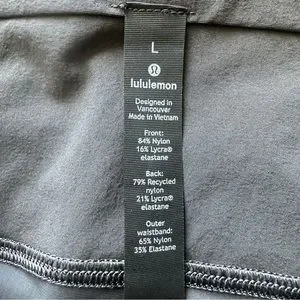 L
lululemon
Designed in
Vancouver
Made in Vietnam
Front:
84% Nylon
16% Lycra®
elastane
Back:
79% Recycled
nylon
21% Lycra®
elastane
Outer
waistband:
65% Nylon
35% Elastane